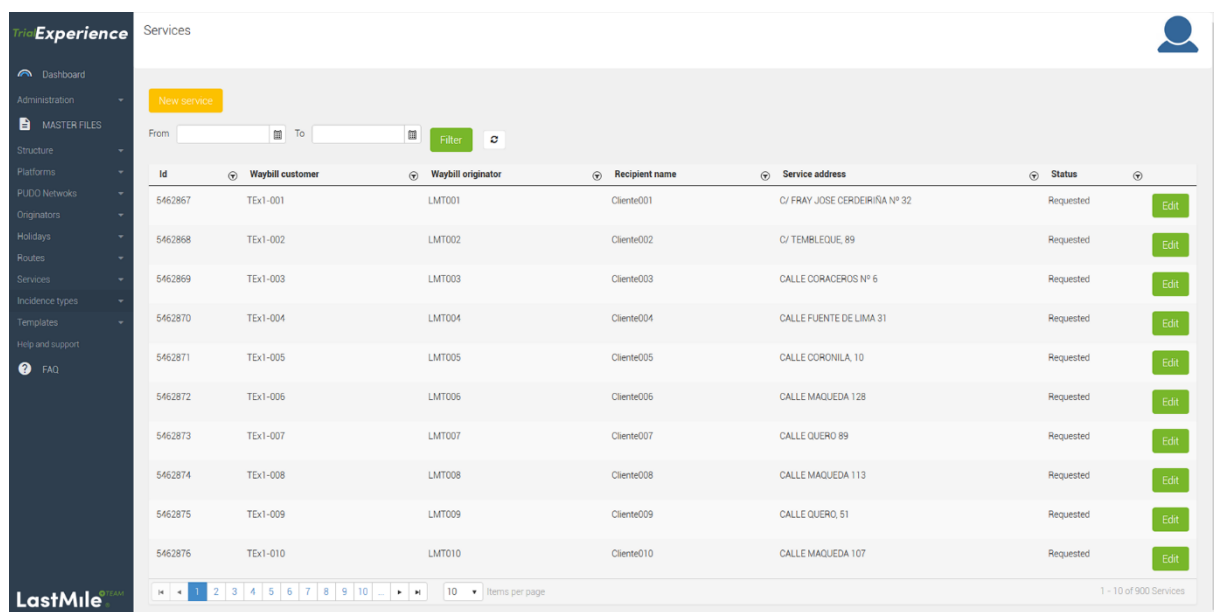 TrialExperience
Services
Dashboard
Administration
MASTER FILES
Structure
Platforms
PUDO Netwoks
Originators
Holidays
Routes
Services
Incidence types
Templates
Help and support
FAQ
LastMile TEAM
New service
From To Filter
Id Waybill customer Waybill originator Recipient name Service address Status
5462867 TEx1-001 LMT001 Cliente001 C/ FRAY JOSE CERDEIRIÑA Nº 32 Requested Edit
5462868 TEx1-002 LMT002 Cliente002 C/ TEMBLEQUE, 89 Requested Edit
5462869 TEx1-003 LMT003 Cliente003 CALLE CORACEROS Nº 6 Requested Edit
5462870 TEx1-004 LMT004 Cliente004 CALLE FUENTE DE LIMA 31 Requested Edit
5462871 TEx1-005 LMT005 Cliente005 CALLE CORONILA, 10 Requested Edit
5462872 TEx1-006 LMT006 Cliente006 CALLE MAQUEDA 128 Requested Edit
5462873 TEx1-007 LMT007 Cliente007 CALLE QUERO 89 Requested Edit
5462874 TEx1-008 LMT008 Cliente008 CALLE MAQUEDA 113 Requested Edit
5462875 TEx1-009 LMT009 Cliente009 CALLE QUERO, 51 Requested Edit
5462876 TEx1-010 LMT010 Cliente010 CALLE MAQUEDA 107 Requested Edit
1 2 3 4 5 6 7 8 9 10 ... 10 Items per page 1 - 10 of 900 Services